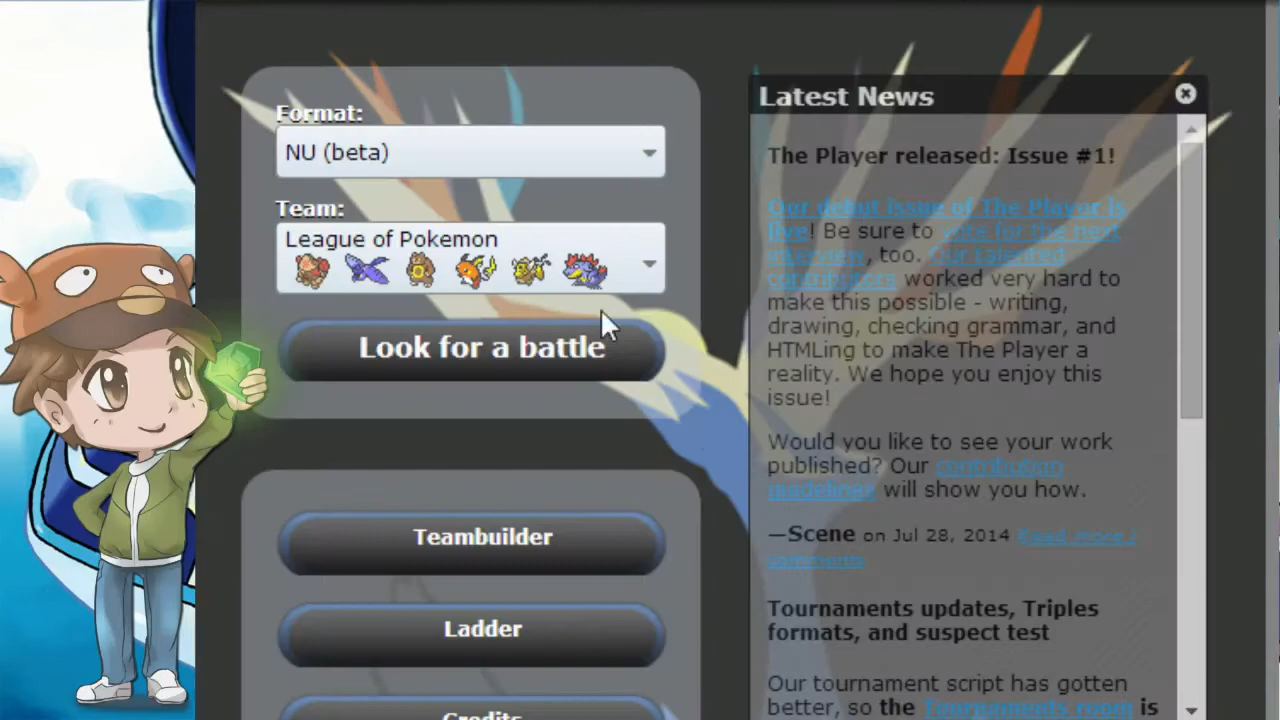 Format:
NU (beta)
Team:
League of Pokemon
Look for a battle
Teambuilder
Ladder
Credits
Latest News
The Player released: Issue #1!
Our debut issue of The Player is
live! Be sure to vote for the next
interview, too. Our talented
contributors worked very hard to
make this possible - writing,
drawing, checking grammar, and
HTMLing to make The Player a
reality. We hope you enjoy this
issue!
Would you like to see your work
published? Our contribution
guidelines will show you how.
—Scene on Jul 28, 2014 Read more /
comments
Tournaments updates, Triples
formats, and suspect test
Our tournament script has gotten
better, so the Tournaments room is